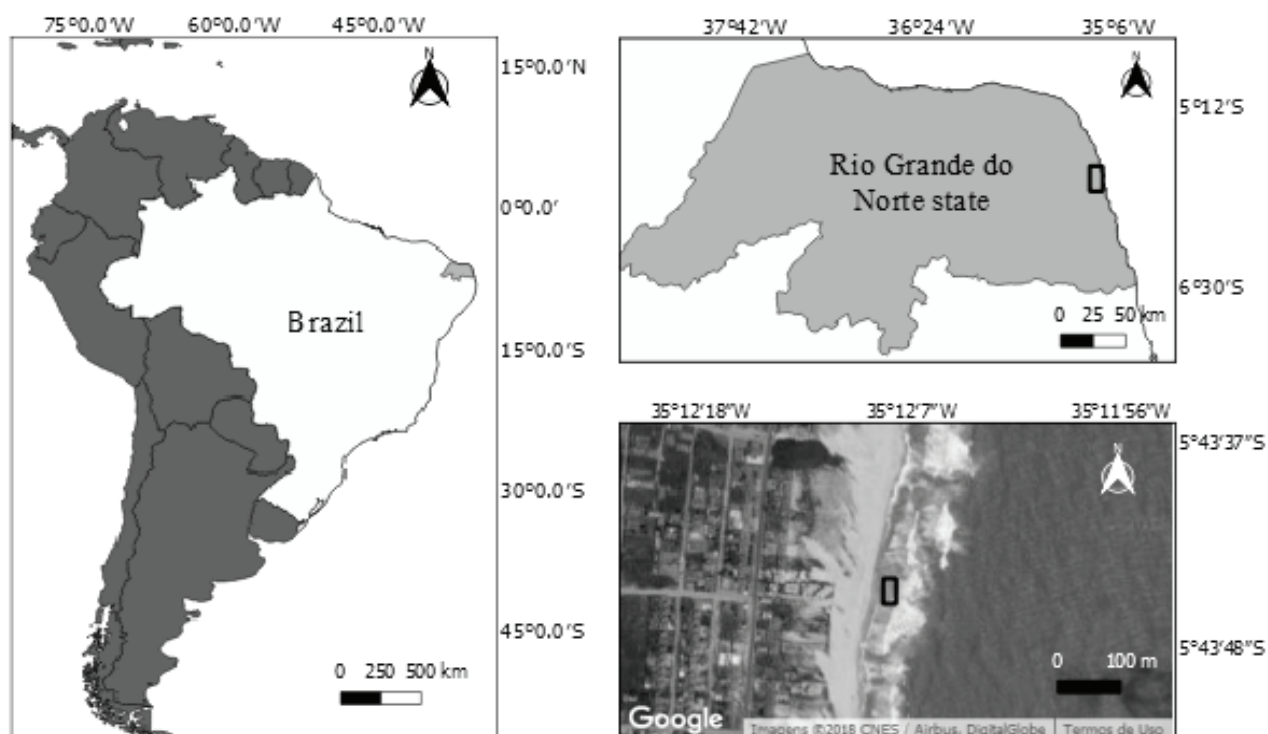 75°0.0′W 60°0.0′W 45°0.0′W
N
15°0.0′N
0°0.0′
Brazil
15°0.0′S
30°0.0′S
45°0.0′S
0 250 500 km
37°42′W 36°24′W 35°6′W
N
5°12′S
Rio Grande do
Norte state
6°30′S
0 25 50 km
35°12′18″W 35°12′7″W 35°11′56″W
N
5°43′37″S
5°43′48″S
0 100 m
Google
Imagens ©2018 CNES / Airbus, DigitalGlobe Termos de Uso